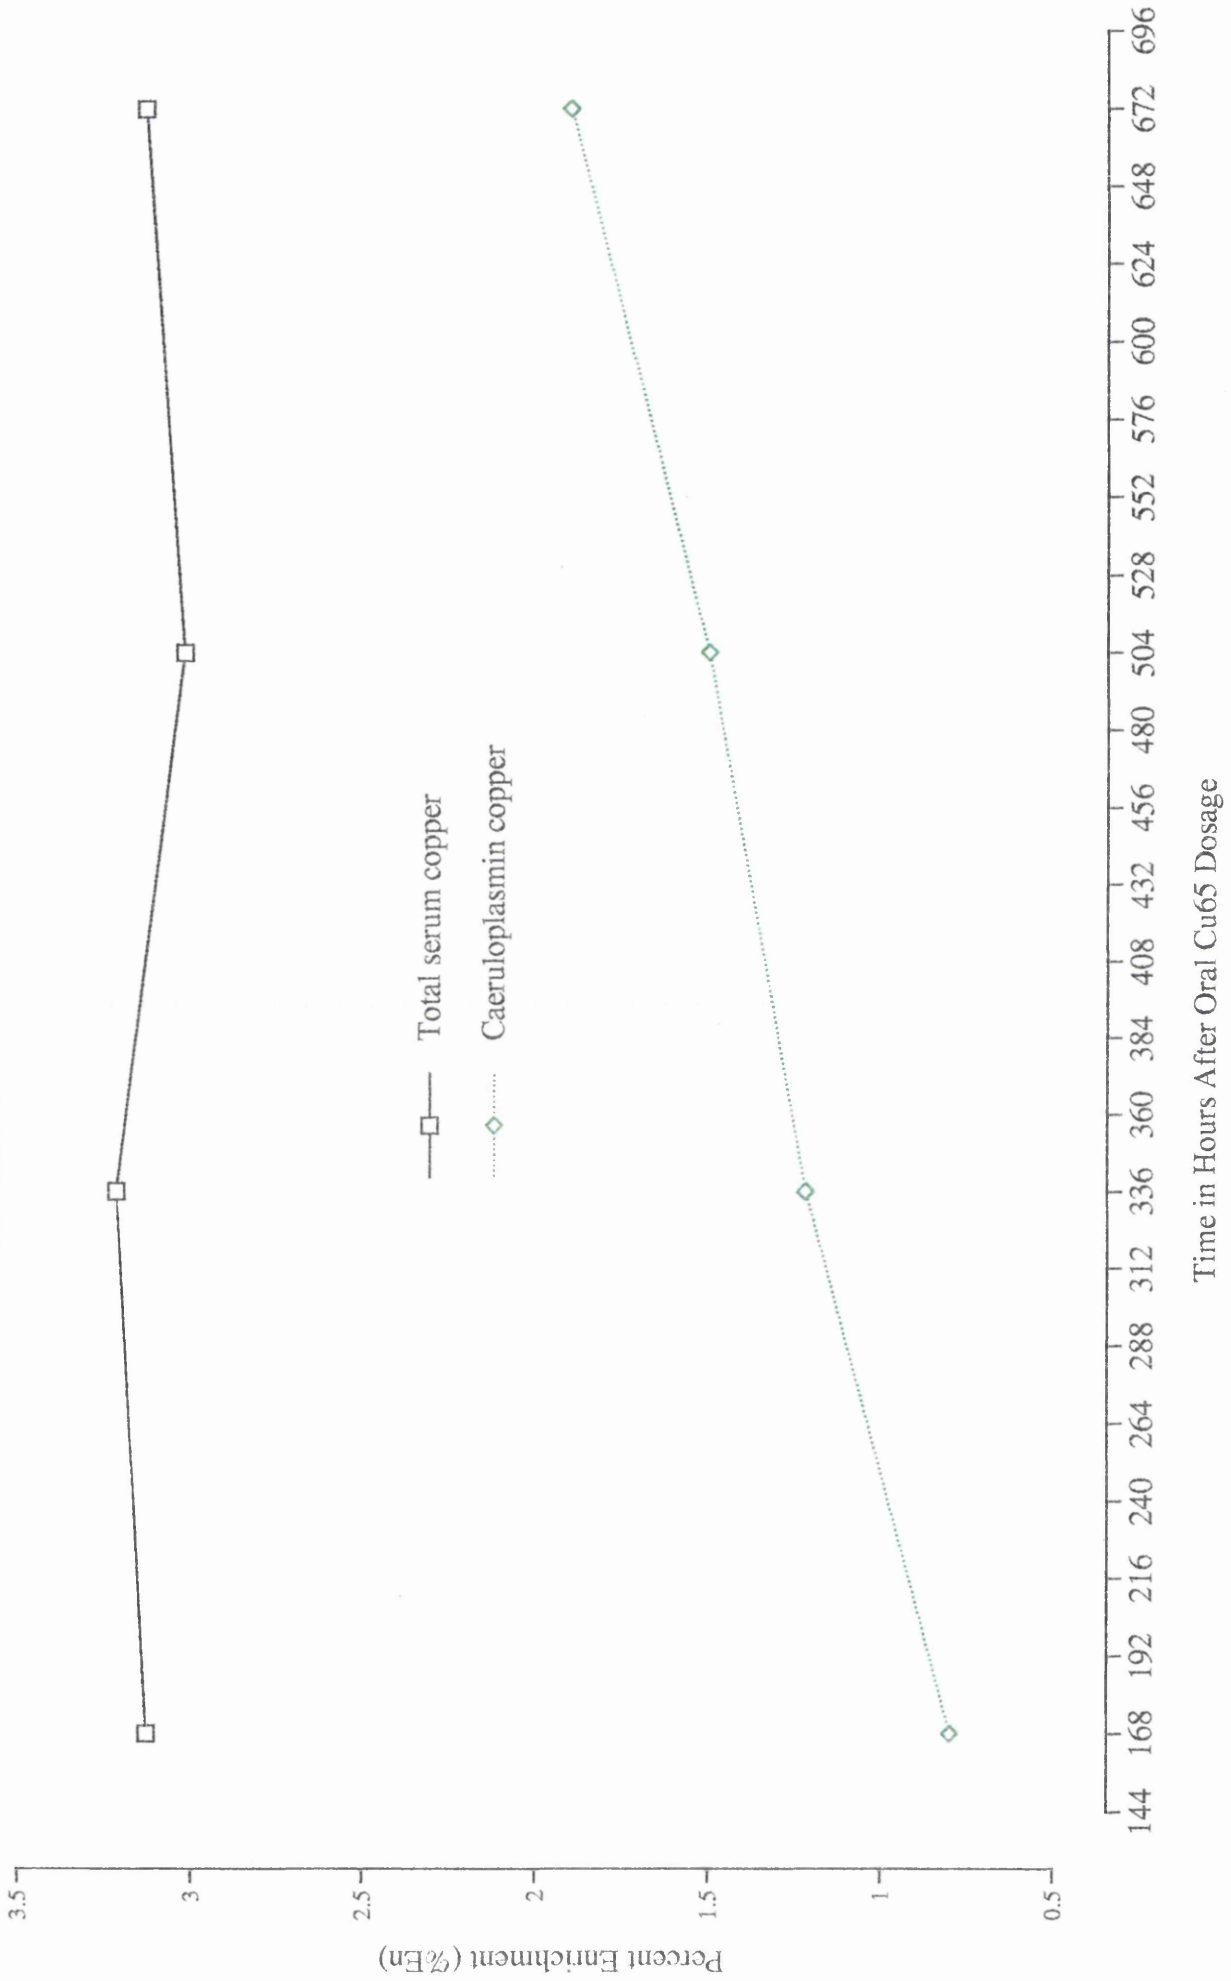 3.5
3
2.5
2
1.5
1
0.5
Percent Enrichment (%En)
Total serum copper
Caeruloplasmin copper
144 168 192 216 240 264 288 312 336 360 384 408 432 456 480 504 528 552 576 600 624 648 672 696
Time in Hours After Oral Cu65 Dosage